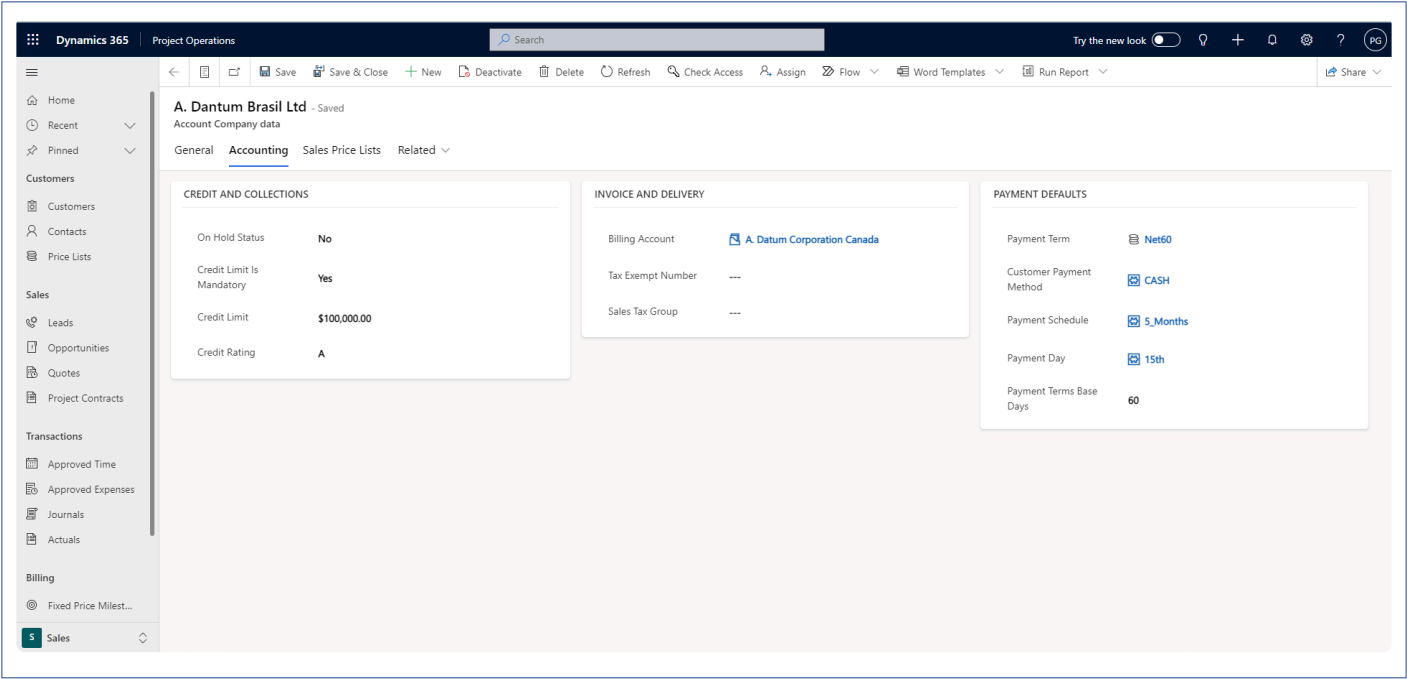 Dynamics 365 Project Operations Search Try the new look ? PG
Save Save & Close New Deactivate Delete Refresh Check Access Assign Flow Word Templates Run Report Share
Home
Recent
Pinned
Customers
Customers
Contacts
Price Lists
Sales
Leads
Opportunities
Quotes
Project Contracts
Transactions
Approved Time
Approved Expenses
Journals
Actuals
Billing
Fixed Price Milest...
S Sales
A. Dantum Brasil Ltd - Saved
Account Company data
General Accounting Sales Price Lists Related
CREDIT AND COLLECTIONS
On Hold Status No
Credit Limit Is
Mandatory Yes
Credit Limit $100,000.00
Credit Rating A
INVOICE AND DELIVERY
Billing Account A. Datum Corporation Canada
Tax Exempt Number ---
Sales Tax Group ---
PAYMENT DEFAULTS
Payment Term Net60
Customer Payment
Method CASH
Payment Schedule 5_Months
Payment Day 15th
Payment Terms Base
Days 60